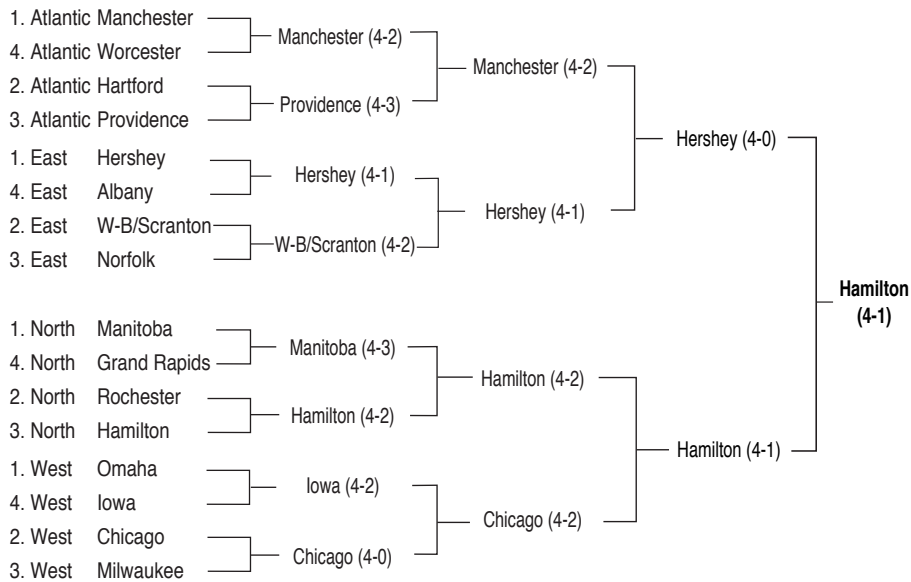 1. Atlantic Manchester
4. Atlantic Worcester
Manchester (4-2)
2. Atlantic Hartford
3. Atlantic Providence
Providence (4-3)
Manchester (4-2)
1. East Hershey
4. East Albany
Hershey (4-1)
2. East W-B/Scranton
3. East Norfolk
W-B/Scranton (4-2)
Hershey (4-1)
Hershey (4-0)
1. North Manitoba
4. North Grand Rapids
Manitoba (4-3)
2. North Rochester
3. North Hamilton
Hamilton (4-2)
Hamilton (4-2)
1. West Omaha
4. West Iowa
Iowa (4-2)
2. West Chicago
3. West Milwaukee
Chicago (4-0)
Chicago (4-2)
Hamilton (4-1)
Hamilton
(4-1)